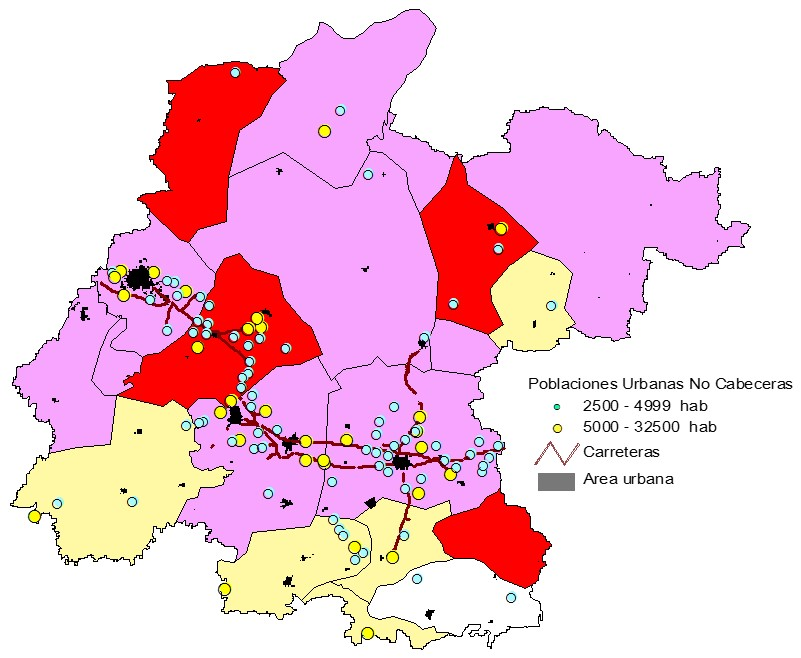 Poblaciones Urbanas No Cabeceras
2500 - 4999 hab
5000 - 32500 hab
Carreteras
Area urbana